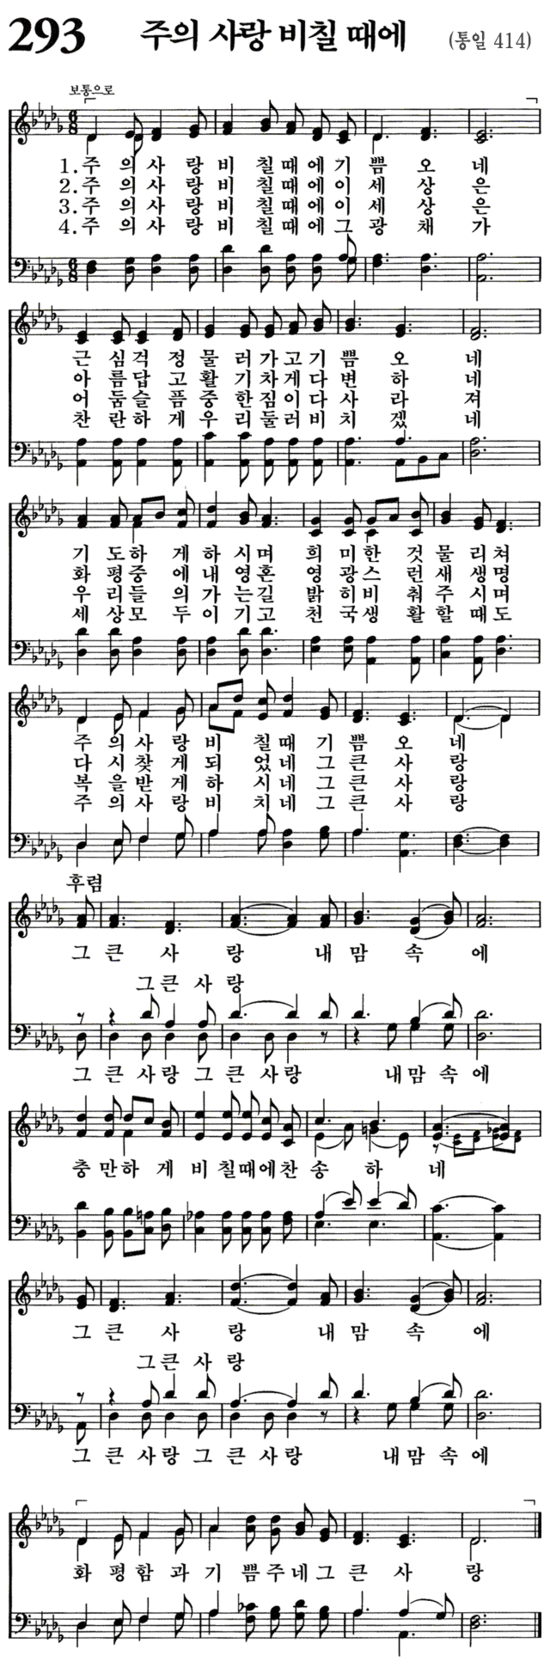 293 주의 사랑 비칠 때에 (통일 414)
보통으로
1.주 의 사 랑 비 칠 때 에 기 쁨 오 네
2.주 의 사 랑 비 칠 때 에 이 세 상 은
3.주 의 사 랑 비 칠 때 에 이 세 상 은
4.주 의 사 랑 비 칠 때 에 그 광 채 가
근 심 걱 정 물 러 가 고 기 쁨 오 네
아 름 답 고 활 기 차 게 다 변 하 네
어 둠 슬 픔 중 한 짐 이 다 사 라 져
찬 란 하 게 우 리 둘 러 비 치 겠 네
기 도 하 게 하 시 며 희 미 한 것 물 리 쳐
화 평 중 에 내 영 혼 영 광 스 런 새 생 명
우 리 들 의 가 는 길 밝 히 비 춰 주 시 며
세 상 모 두 이 기 고 천 국 생 활 할 때 도
주 의 사 랑 비 칠 때 기 쁨 오 네
다 시 찾 게 되 었 네 그 큰 사 랑
복 을 받 게 하 시 네 그 큰 사 랑
주 의 사 랑 비 치 네 그 큰 사 랑
후렴
그 큰 사 랑 내 맘 속 에
그 큰 사 랑
그 큰 사 랑 그 큰 사 랑 내 맘 속 에
충 만 하 게 비 칠 때 에 찬 송 하 네
그 큰 사 랑 내 맘 속 에
그 큰 사 랑
그 큰 사 랑 그 큰 사 랑 내 맘 속 에
화 평 함 과 기 쁨 주 네 그 큰 사 랑